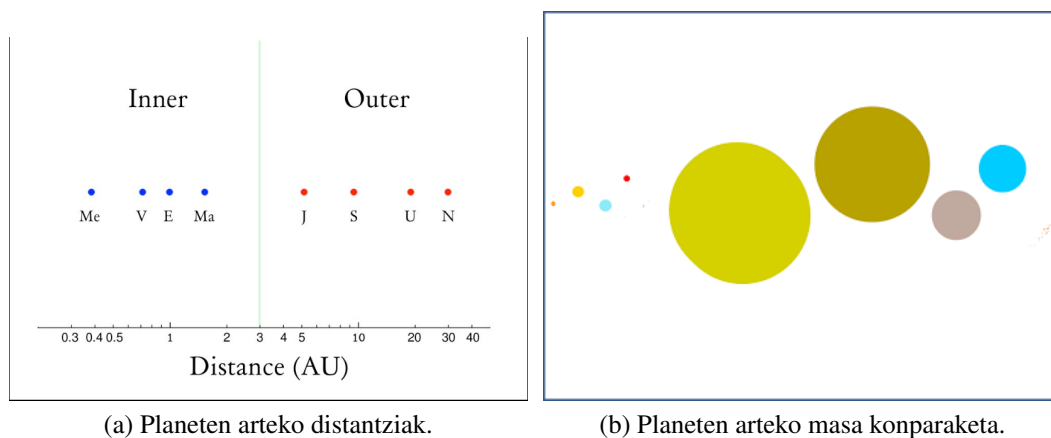 Inner Outer
Me V E Ma J S U N
0.3 0.4 0.5 1 2 3 4 5 10 20 30 40
Distance (AU)
(a) Planeten arteko distantziak.
(b) Planeten arteko masa konparaketa.